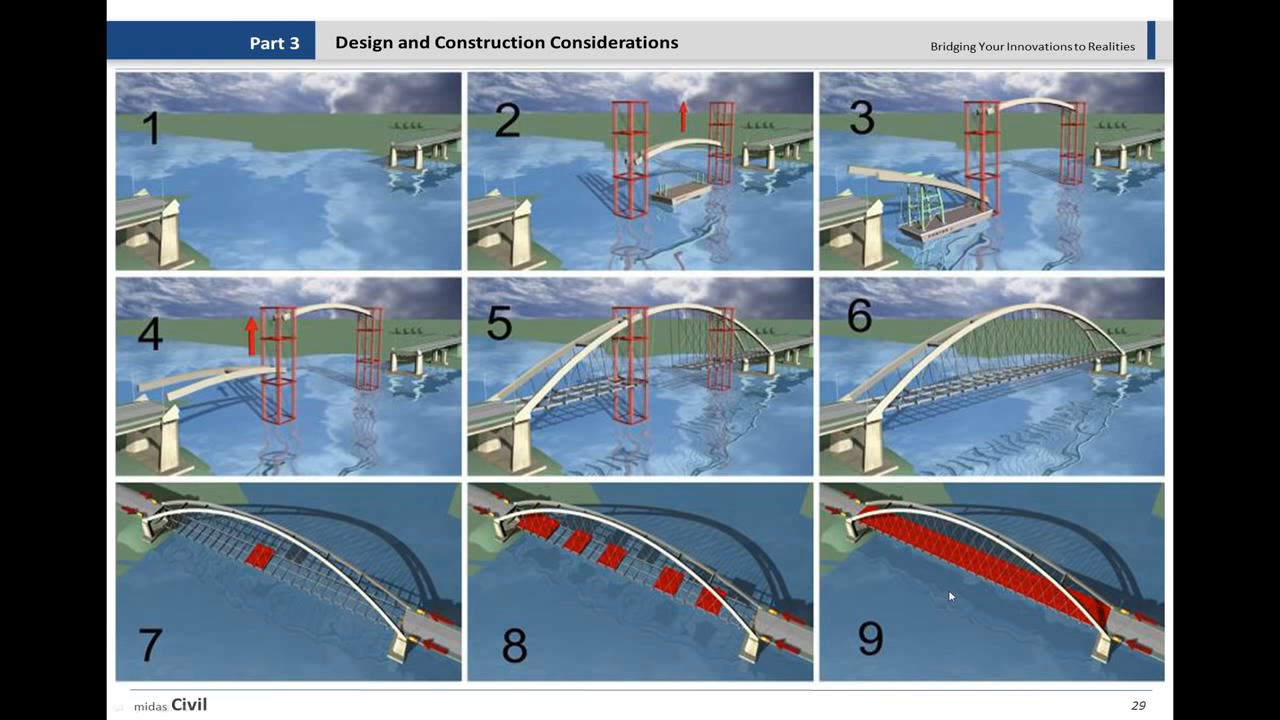 Part 3
Design and Construction Considerations
Bridging Your Innovations to Realities
1
2
3
4
5
6
7
8
9
midas Civil
29